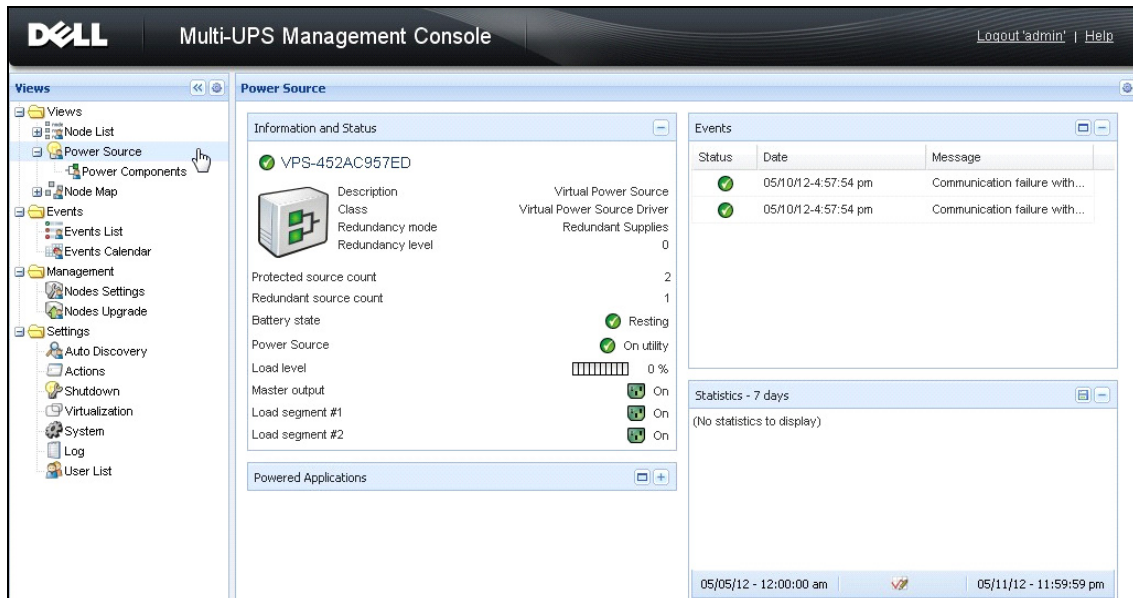 DELL
Multi-UPS Management Console
Logout 'admin' | Help
Views
Views
Node List
Power Source
Power Components
Node Map
Events
Events List
Events Calendar
Management
Nodes Settings
Nodes Upgrade
Settings
Auto Discovery
Actions
Shutdown
Virtualization
System
Log
User List
Power Source
Information and Status
VPS-452AC957ED
Description Virtual Power Source
Class Virtual Power Source Driver
Redundancy mode Redundant Supplies
Redundancy level 0
Protected source count 2
Redundant source count 1
Battery state Resting
Power Source On utility
Load level 0 %
Master output On
Load segment #1 On
Load segment #2 On
Powered Applications
Events
Status Date Message
05/10/12-4:57:54 pm Communication failure with...
05/10/12-4:57:54 pm Communication failure with...
Statistics - 7 days
(No statistics to display)
05/05/12 - 12:00:00 am 05/11/12 - 11:59:59 pm